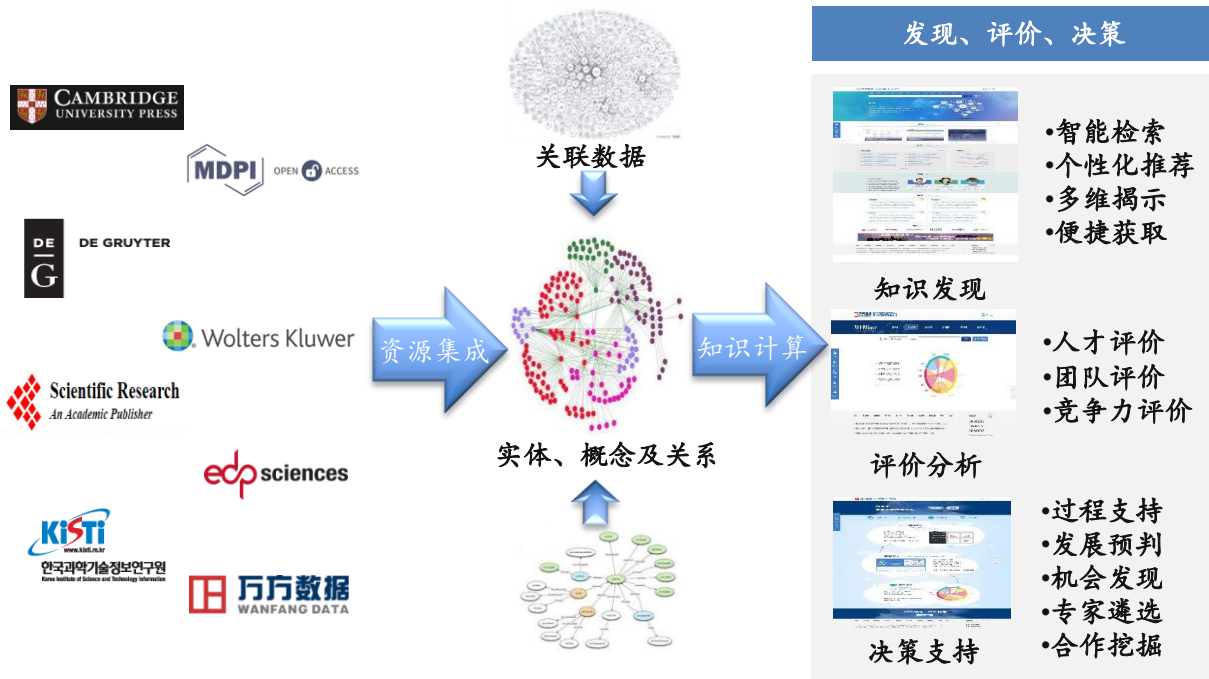 CAMBRIDGE
UNIVERSITY PRESS
MDPI
OPEN ACCESS
DE
G
DE GRUYTER
Wolters Kluwer
Scientific Research
An Academic Publisher
edp sciences
KiSTi
www.kisti.re.kr
한국과학기술정보연구원
Korea Institute of Science and Technology Information
万方数据
WANFANG DATA
资源集成
关联数据
实体、概念及关系
知识计算
发现、评价、决策
知识发现
•智能检索
•个性化推荐
•多维揭示
•便捷获取
评价分析
•人才评价
•团队评价
•竞争力评价
决策支持
•过程支持
•发展预判
•机会发现
•专家遴选
•合作挖掘